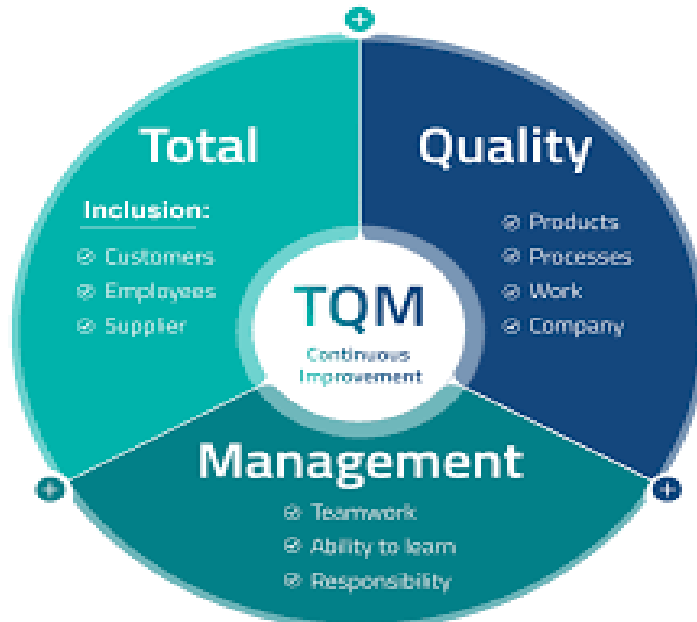 Total
Inclusion:
Customers
Employees
Supplier
Quality
Products
Processes
Work
Company
TQM
Continuous
Improvement
Management
Teamwork
Ability to learn
Responsibility